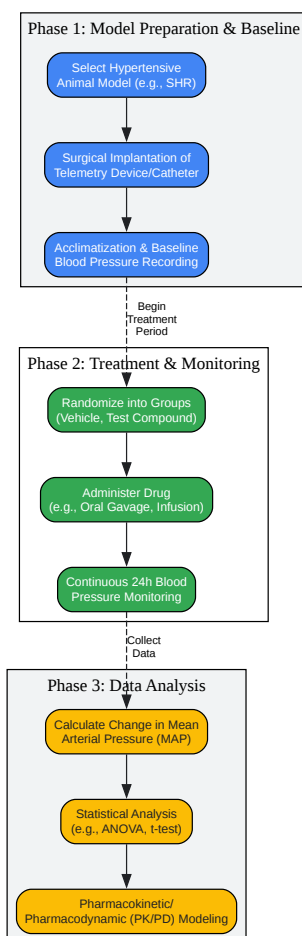 Phase 1: Model Preparation & Baseline
Select Hypertensive
Animal Model (e.g., SHR)
Surgical Implantation of
Telemetry Device/Catheter
Acclimatization & Baseline
Blood Pressure Recording
Begin
Treatment
Period
Phase 2: Treatment & Monitoring
Randomize into Groups
(Vehicle, Test Compound)
Administer Drug
(e.g., Oral Gavage, Infusion)
Continuous 24h Blood
Pressure Monitoring
Collect
Data
Phase 3: Data Analysis
Calculate Change in Mean
Arterial Pressure (MAP)
Statistical Analysis
(e.g., ANOVA, t-test)
Pharmacokinetic/
Pharmacodynamic (PK/PD) Modeling